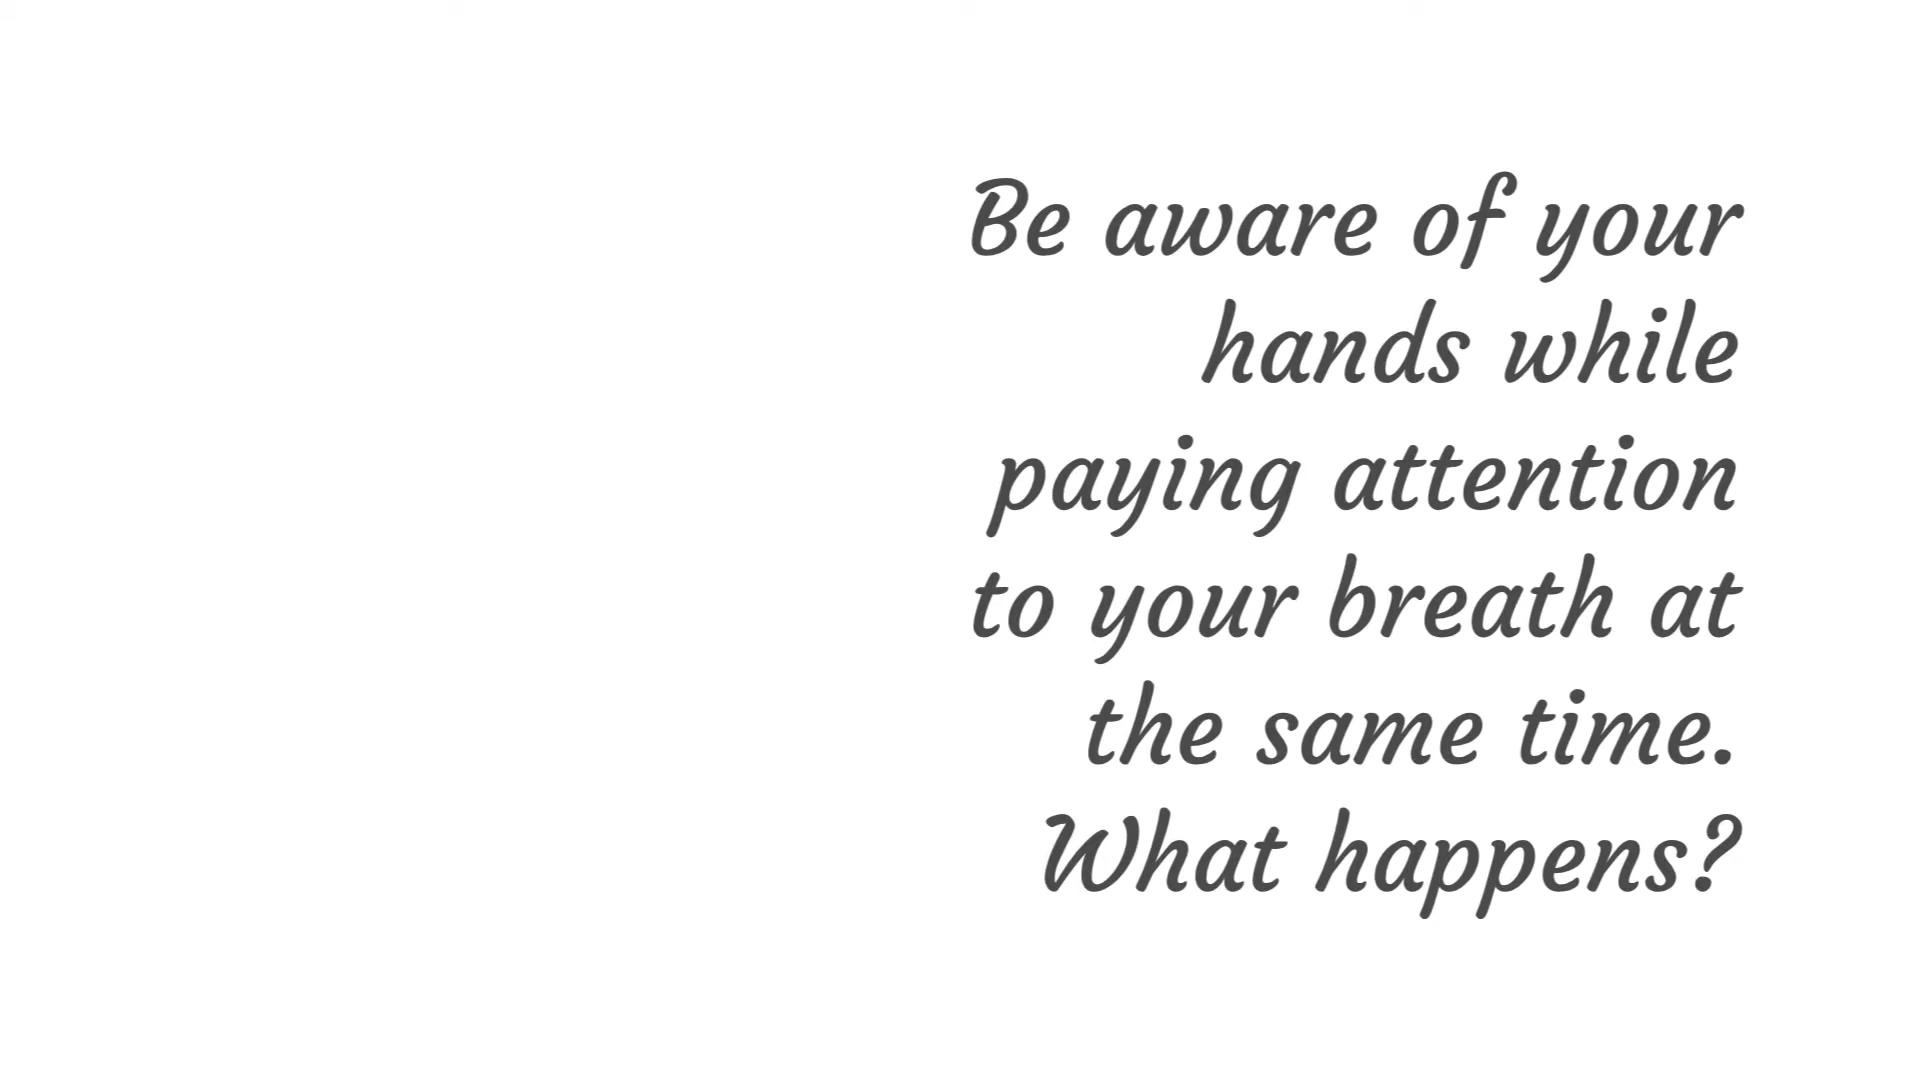 Be aware of your
hands while
paying attention
to your breath at
the same time.
What happens?